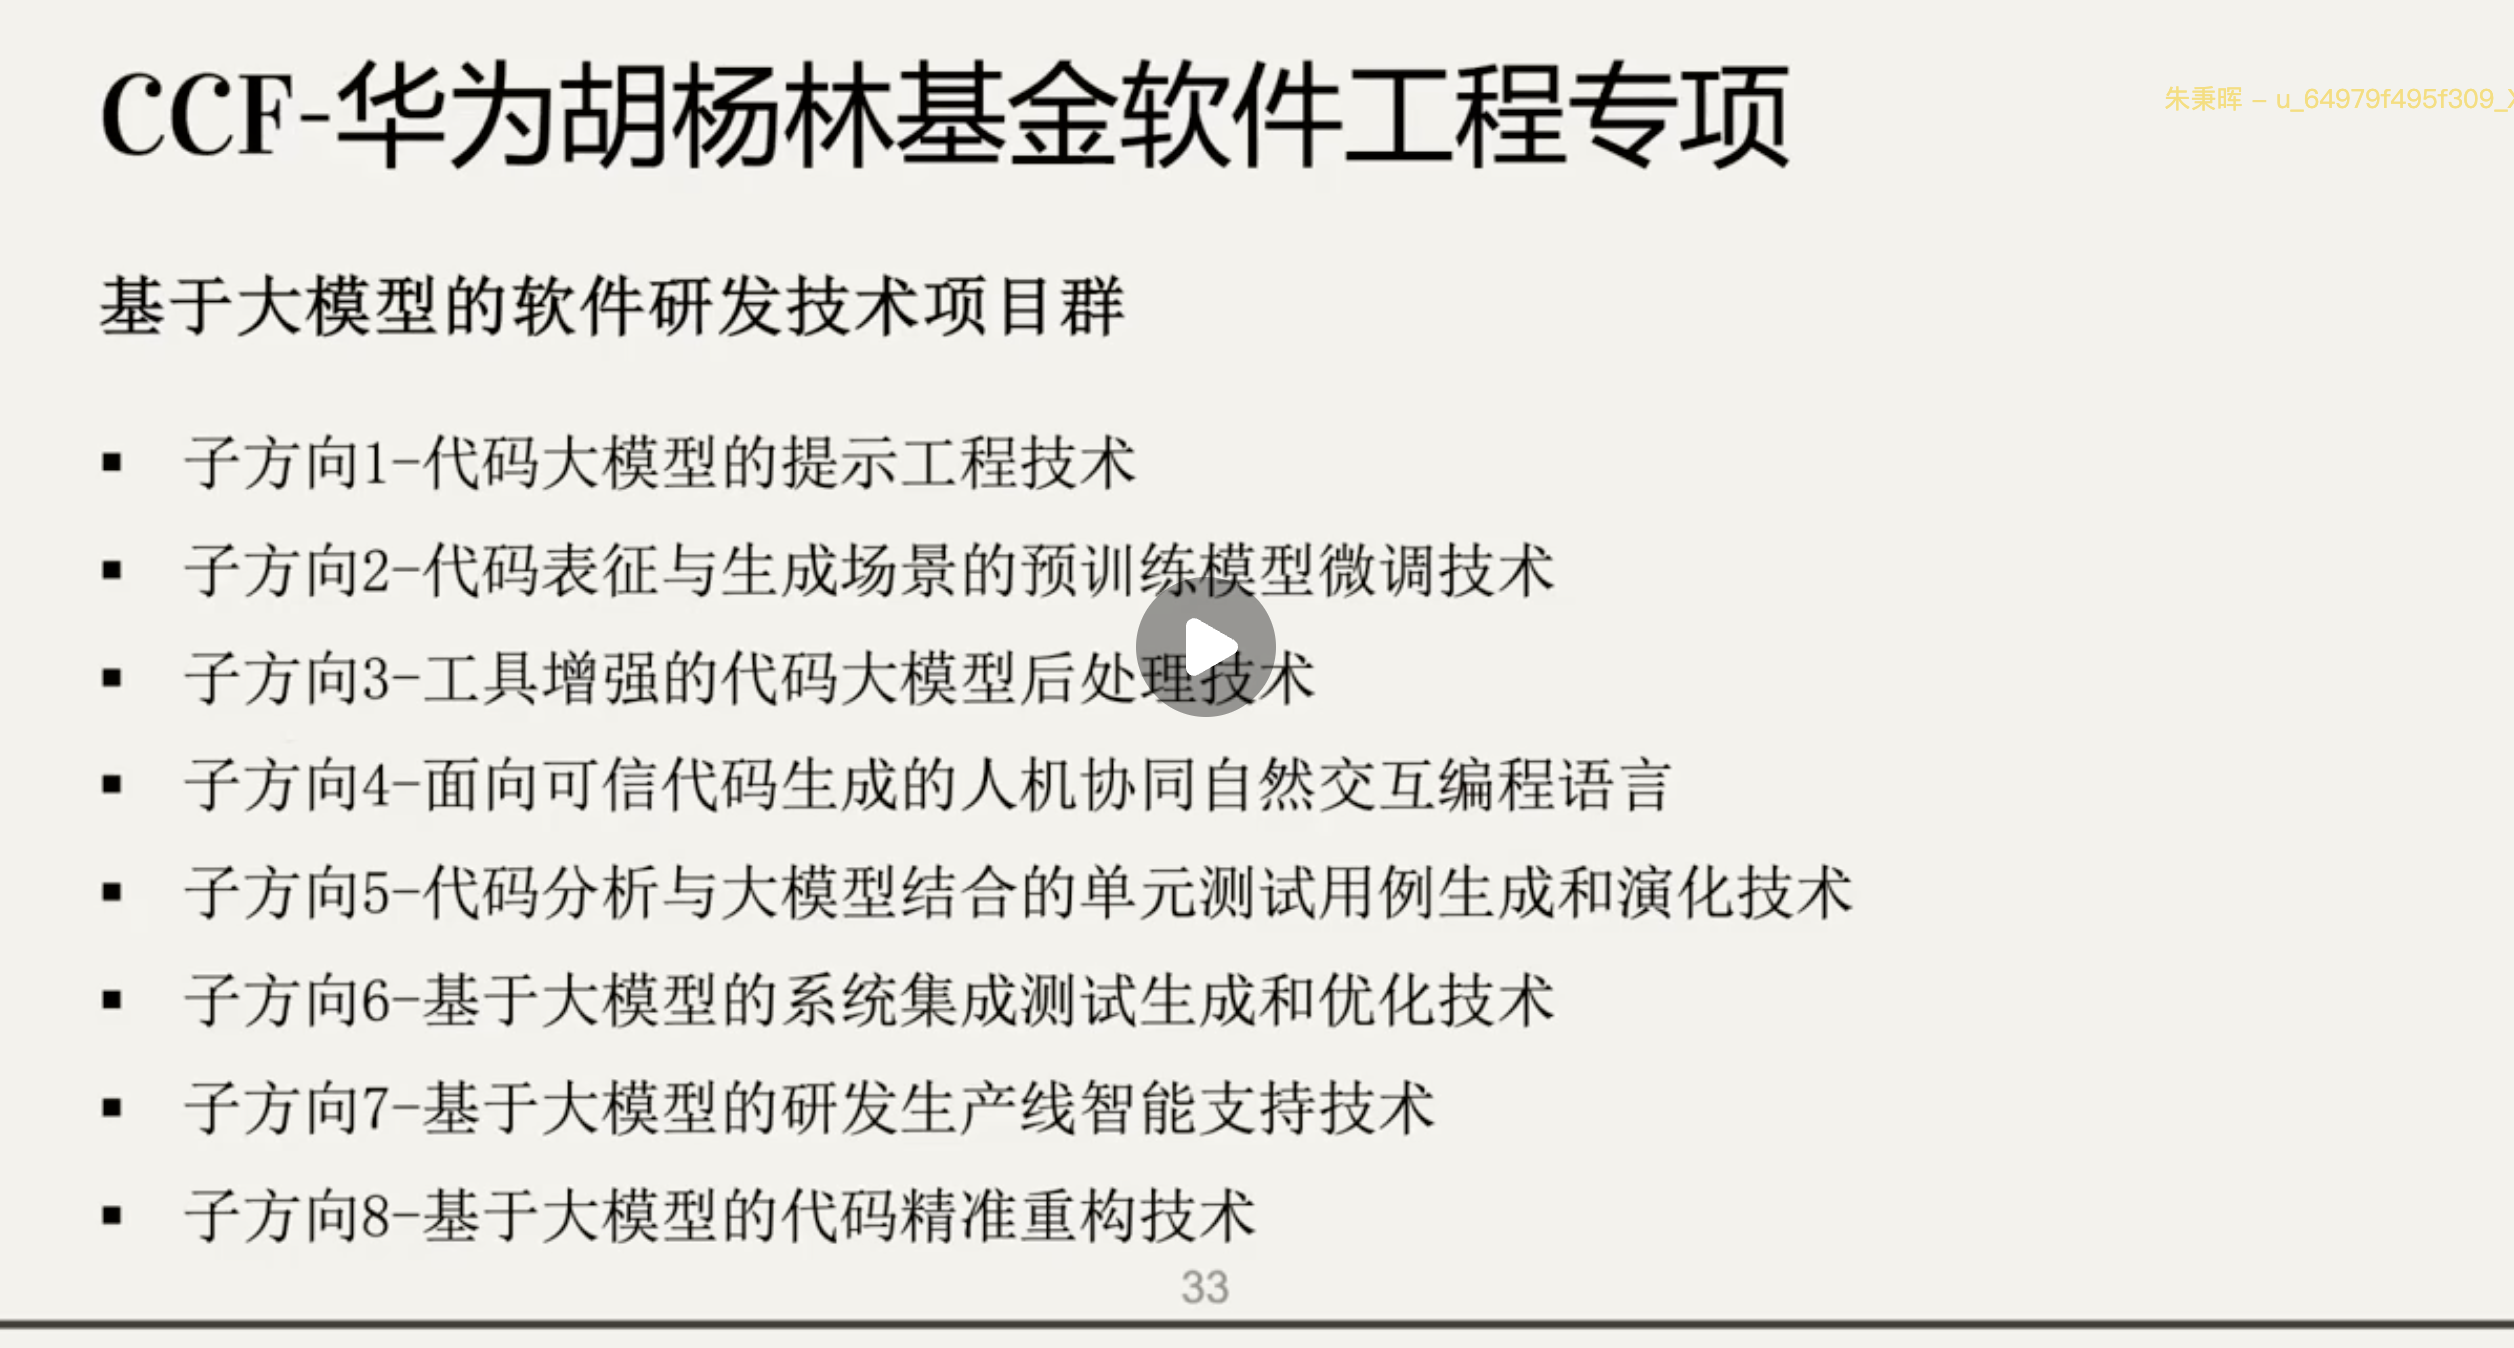 CCF-华为胡杨林基金软件工程专项
朱秉晖 – u_64979f495f309_
基于大模型的软件研发技术项目群
▪ 子方向1-代码大模型的提示工程技术
▪ 子方向2-代码表征与生成场景的预训练模型微调技术
▪ 子方向3-工具增强的代码大模型后处理技术
▪ 子方向4-面向可信代码生成的人机协同自然交互编程语言
▪ 子方向5-代码分析与大模型结合的单元测试用例生成和演化技术
▪ 子方向6-基于大模型的系统集成测试生成和优化技术
▪ 子方向7-基于大模型的研发生产线智能支持技术
▪ 子方向8-基于大模型的代码精准重构技术
33